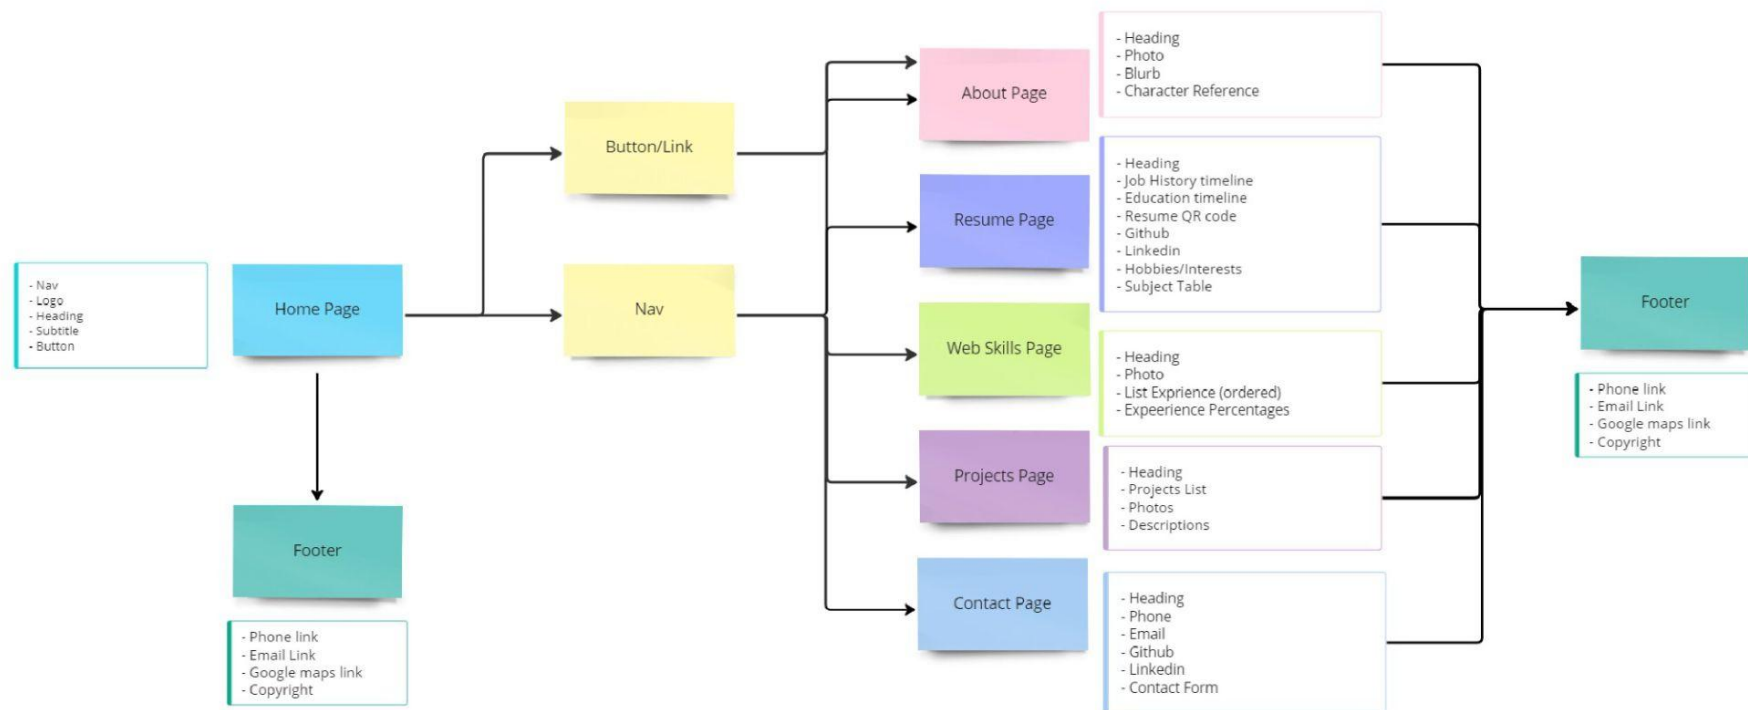 - Nav
- Logo
- Heading
- Subtitle
- Button
Home Page
Footer
- Phone link
- Email Link
- Google maps link
- Copyright
Button/Link
Nav
About Page
- Heading
- Photo
- Blurb
- Character Reference
Resume Page
- Heading
- Job History timeline
- Education timeline
- Resume QR code
- Github
- Linkedin
- Hobbies/Interests
- Subject Table
Web Skills Page
- Heading
- Photo
- List Exprience (ordered)
- Expeerience Percentages
Projects Page
- Heading
- Projects List
- Photos
- Descriptions
Contact Page
- Heading
- Phone
- Email
- Github
- Linkedin
- Contact Form
Footer
- Phone link
- Email Link
- Google maps link
- Copyright